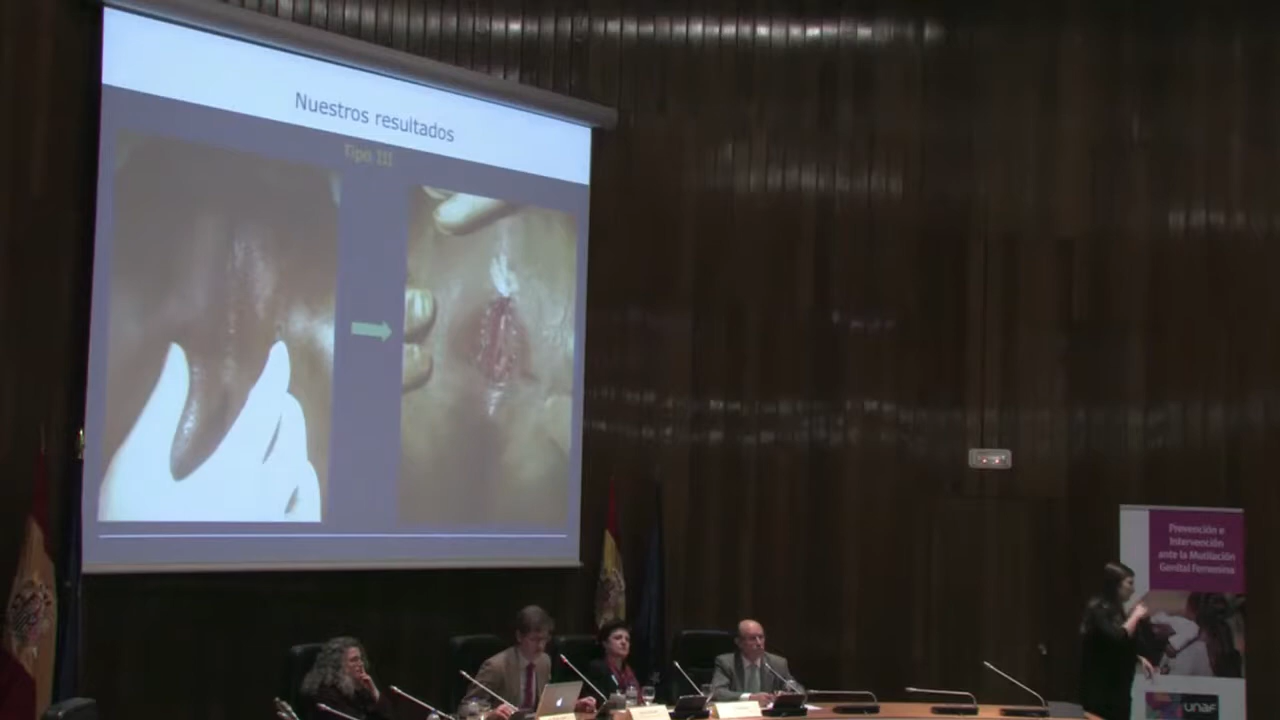 Nuestros resultados
Tipo III
Prevención e
Intervención
ante la Mutilación
Genital Femenina
unaf